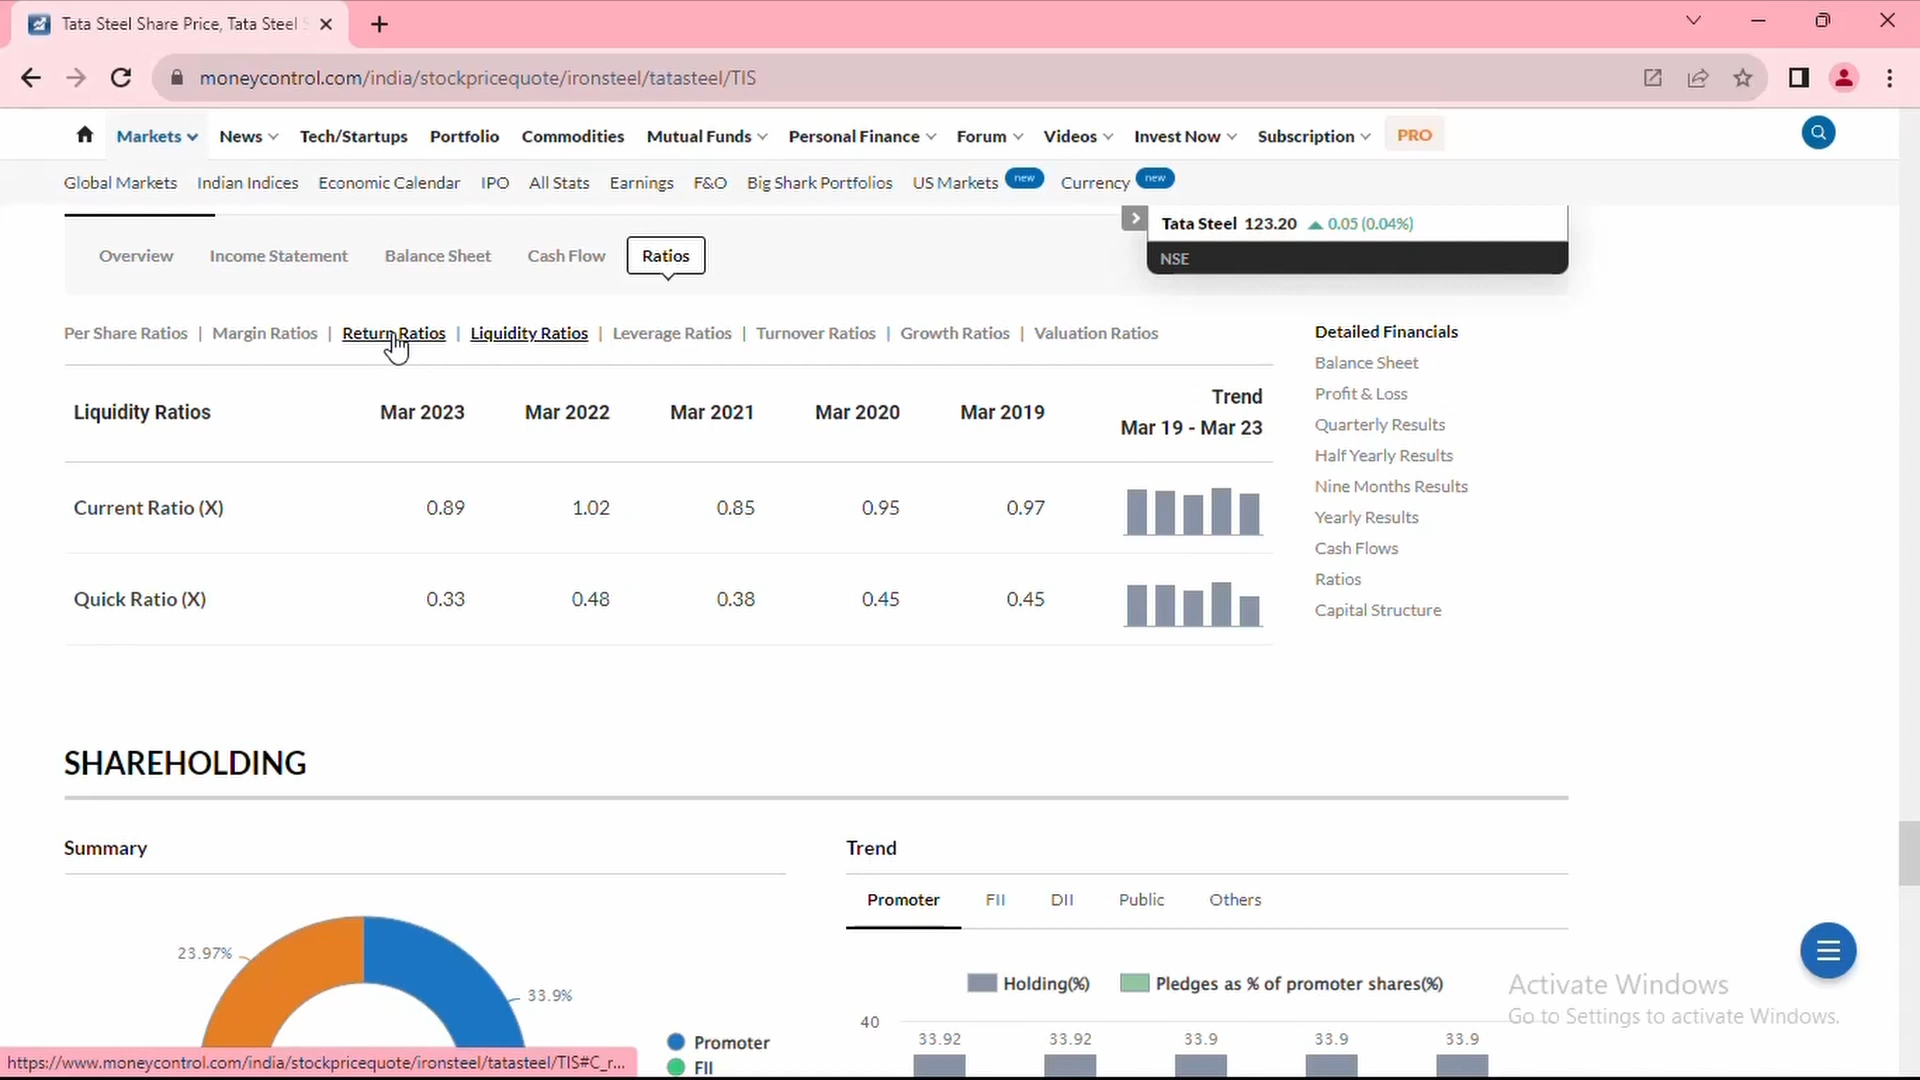 Tata Steel Share Price, Tata Steel S
moneycontrol.com/india/stockpricequote/ironsteel/tatasteel/TIS
Markets News Tech/Startups Portfolio Commodities Mutual Funds Personal Finance Forum Videos Invest Now Subscription PRO
Global Markets Indian Indices Economic Calendar IPO All Stats Earnings F&O Big Shark Portfolios US Markets new Currency new
Tata Steel 123.20 0.05 (0.04%)
NSE
Overview Income Statement Balance Sheet Cash Flow Ratios
Per Share Ratios | Margin Ratios | Return Ratios | Liquidity Ratios | Leverage Ratios | Turnover Ratios | Growth Ratios | Valuation Ratios
Liquidity Ratios Mar 2023 Mar 2022 Mar 2021 Mar 2020 Mar 2019 Trend
Mar 19 - Mar 23
Current Ratio (X) 0.89 1.02 0.85 0.95 0.97
Quick Ratio (X) 0.33 0.48 0.38 0.45 0.45
Detailed Financials
Balance Sheet
Profit & Loss
Quarterly Results
Half Yearly Results
Nine Months Results
Yearly Results
Cash Flows
Ratios
Capital Structure
SHAREHOLDING
Summary
23.97%
33.9%
Promoter
FII
Trend
Promoter FII DII Public Others
Holding(%) Pledges as % of promoter shares(%)
40
33.92 33.92 33.9 33.9 33.9
Activate Windows
Go to Settings to activate Windows.
https://www.moneycontrol.com/india/stockpricequote/ironsteel/tatasteel/TIS#C_r...